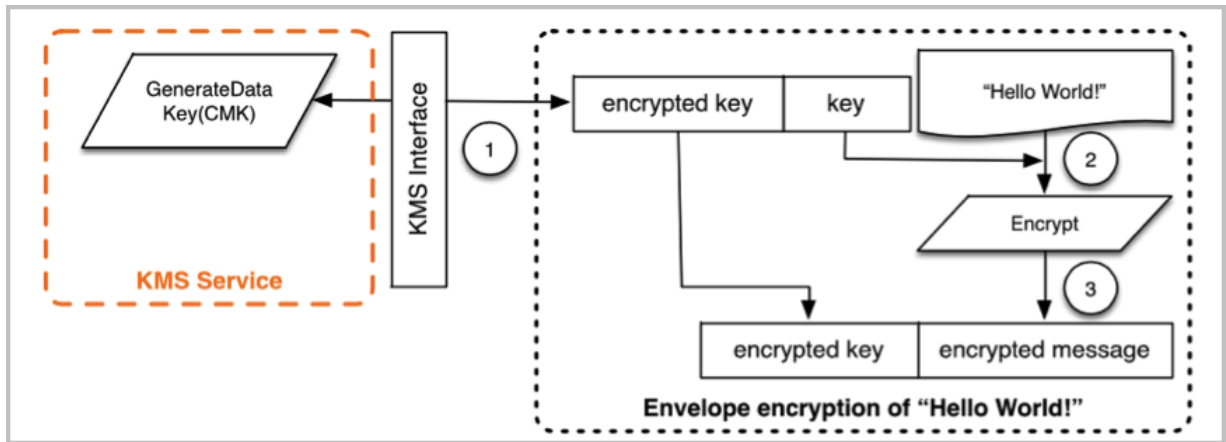 GenerateData
Key(CMK)
KMS Interface
1
KMS Service
encrypted key
key
“Hello World!”
2
Encrypt
3
encrypted key
encrypted message
Envelope encryption of “Hello World!”